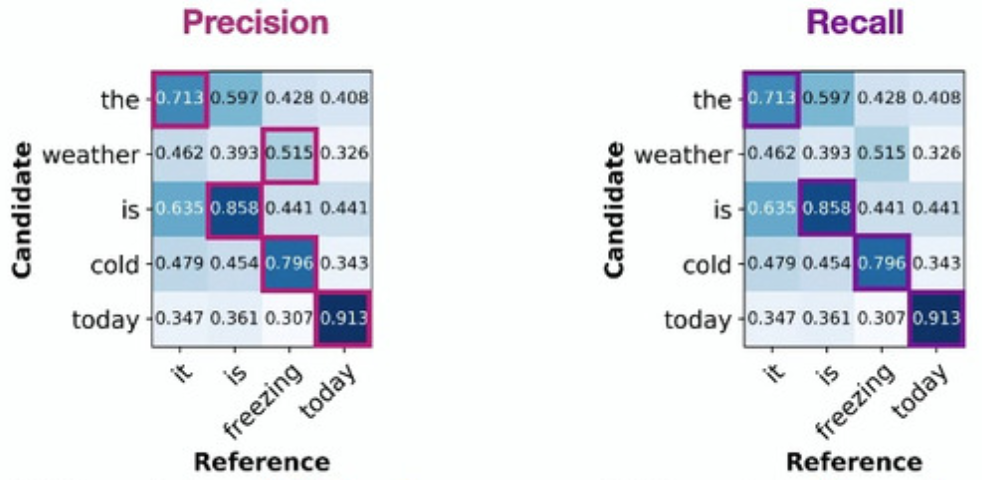 Precision
Recall
Candidate
the 0.713 0.597 0.428 0.408
weather 0.462 0.393 0.515 0.326
is 0.635 0.858 0.441 0.441
cold 0.479 0.454 0.796 0.343
today 0.347 0.361 0.307 0.913
it is freezing today
Reference
Candidate
the 0.713 0.597 0.428 0.408
weather 0.462 0.393 0.515 0.326
is 0.635 0.858 0.441 0.441
cold 0.479 0.454 0.796 0.343
today 0.347 0.361 0.307 0.913
it is freezing today
Reference